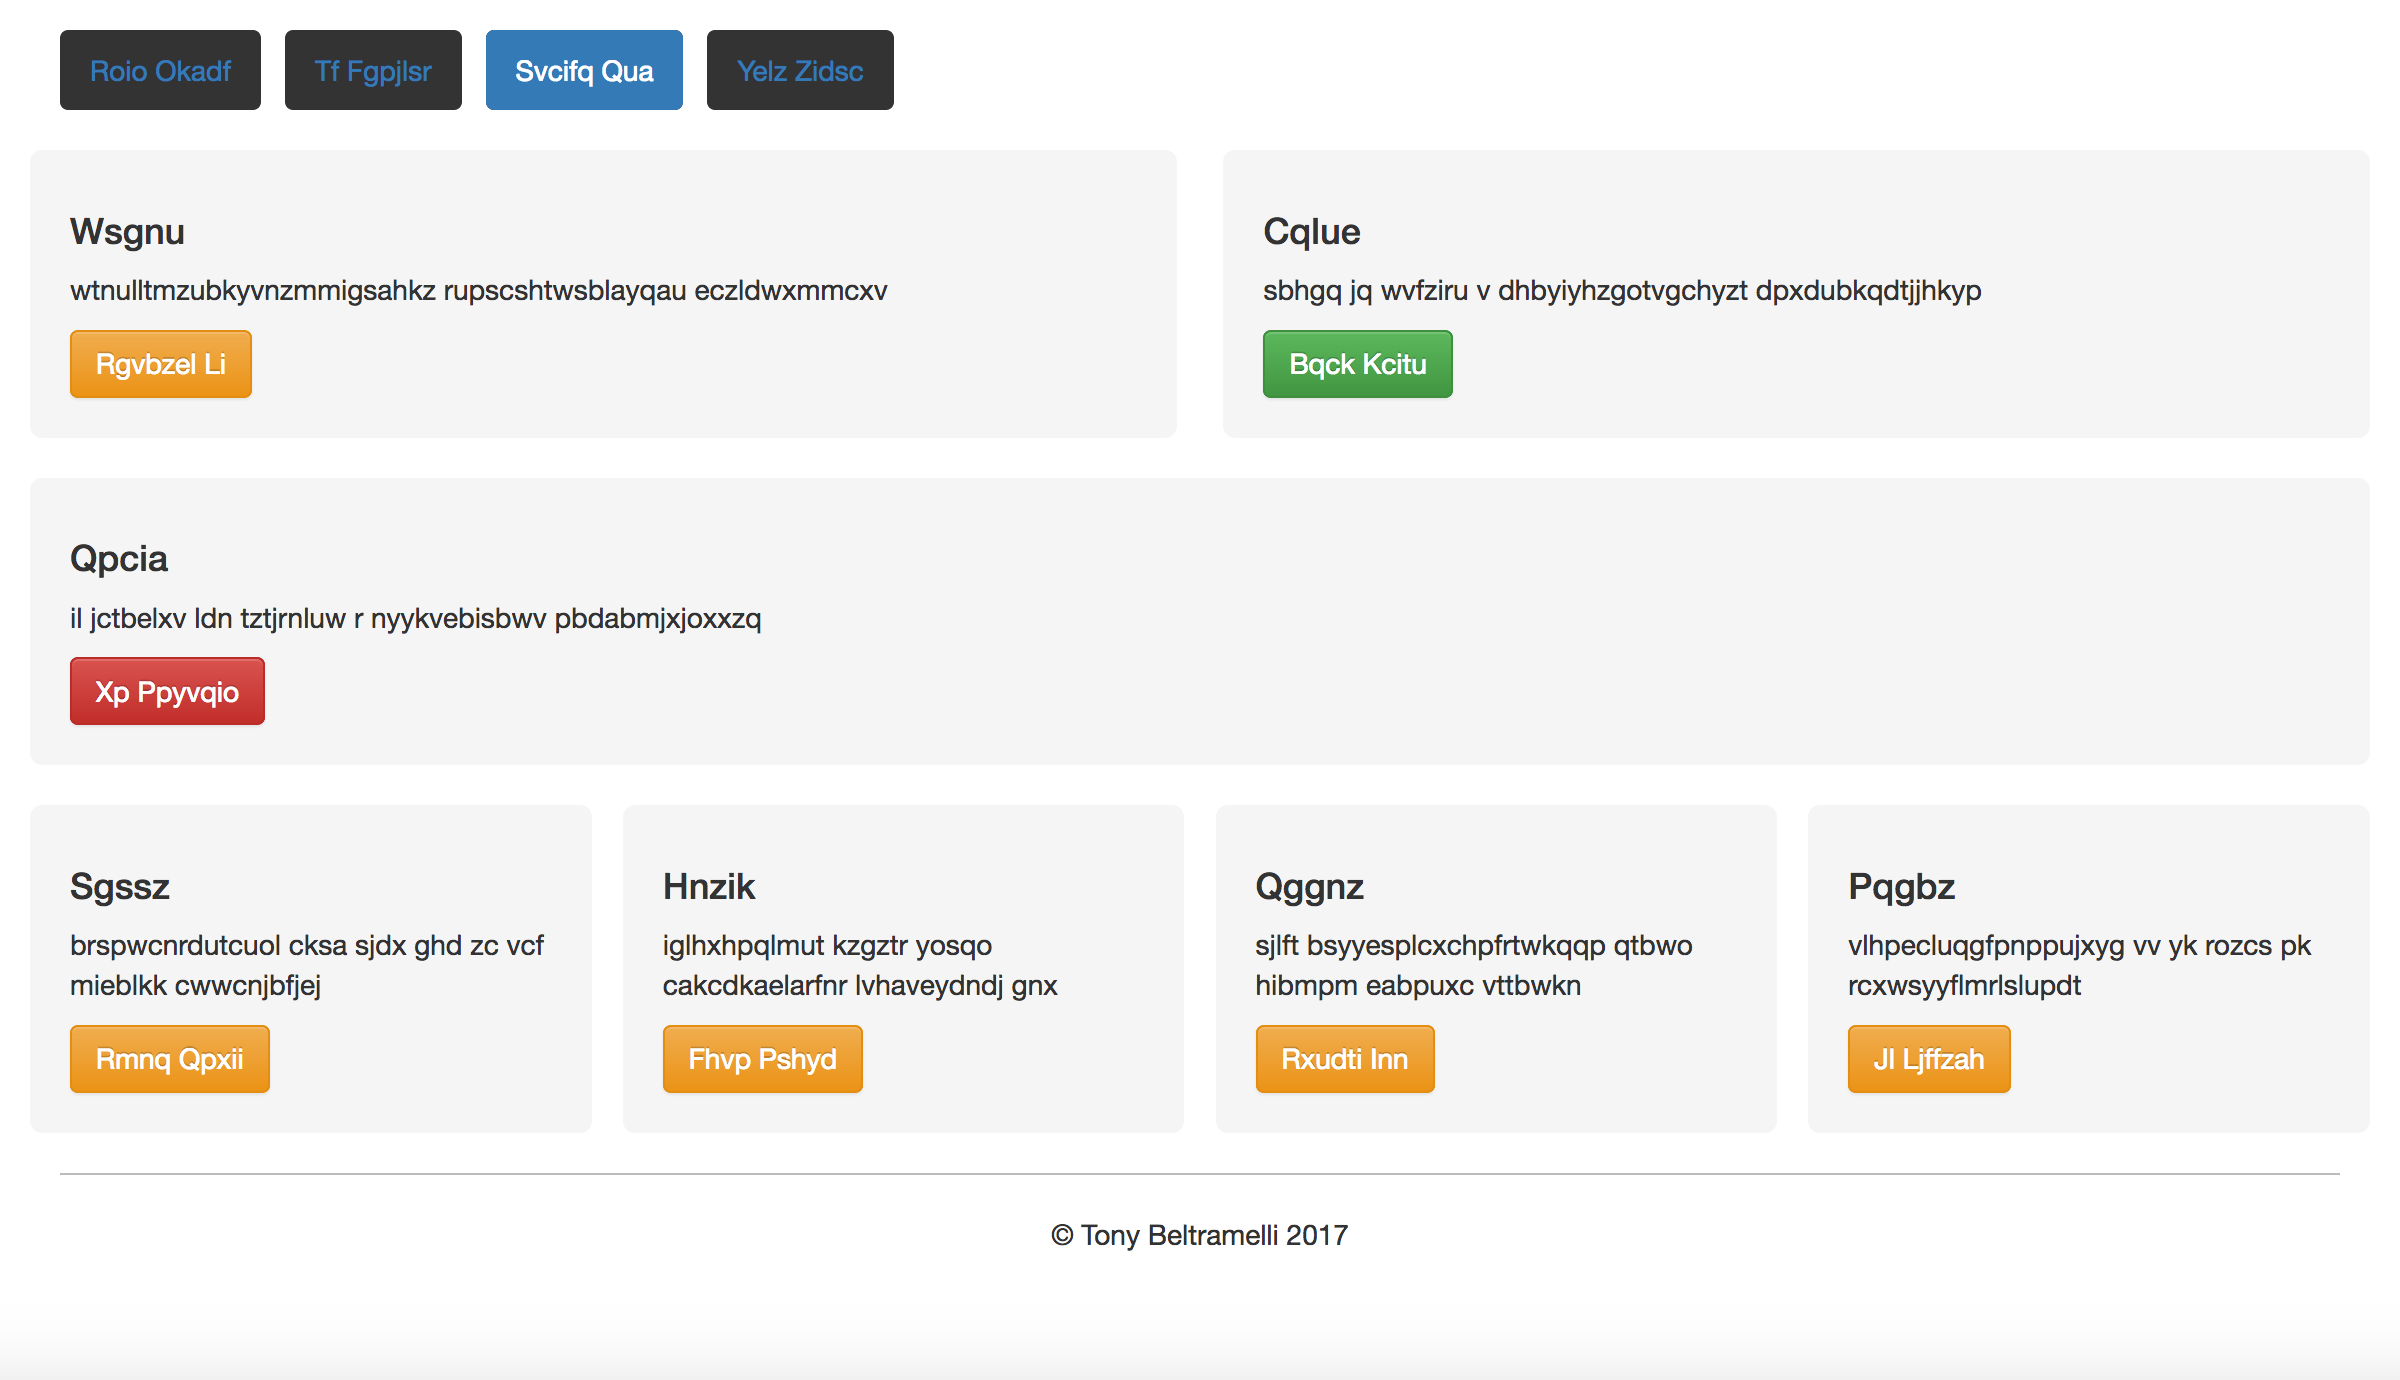 Roio Okadf
Tf Fgpjlsr
Svcifq Qua
Yelz Zidsc
Wsgnu
wtnulltmzubkyvnzmmigsahkz rupscshtwsblayqau eczldwxmmcxv
Rgvbzel Li
Cqlue
sbhgq jq wvfziru v dhbyiyhzgotvgchyzt dpxdubkqdtjjhkyp
Bqck Kcitu
Qpcia
il jctbelxv ldn tztjrnluw r nyykvebisbwv pbdabmjxjoxxzq
Xp Ppyvqio
Sgssz
brspwcnrdutcuol cksa sjdx ghd zc vcf
mieblkk cwwcnjbfjej
Rmnq Qpxii
Hnzik
iglhxhpqlmut kzgztr yosqo
cakcdkaelarfnr lvhaveydndj gnx
Fhvp Pshyd
Qggnz
sjlft bsyyesplcxchpfrtwkqqp qtbwo
hibmpm eabpuxc vttbwkn
Rxudti Inn
Pqgbz
vlhpecluqgfpnppujxyg vv yk rozcs pk
rcxwsyyflmrlslupdt
Jl Ljffzah
© Tony Beltramelli 2017